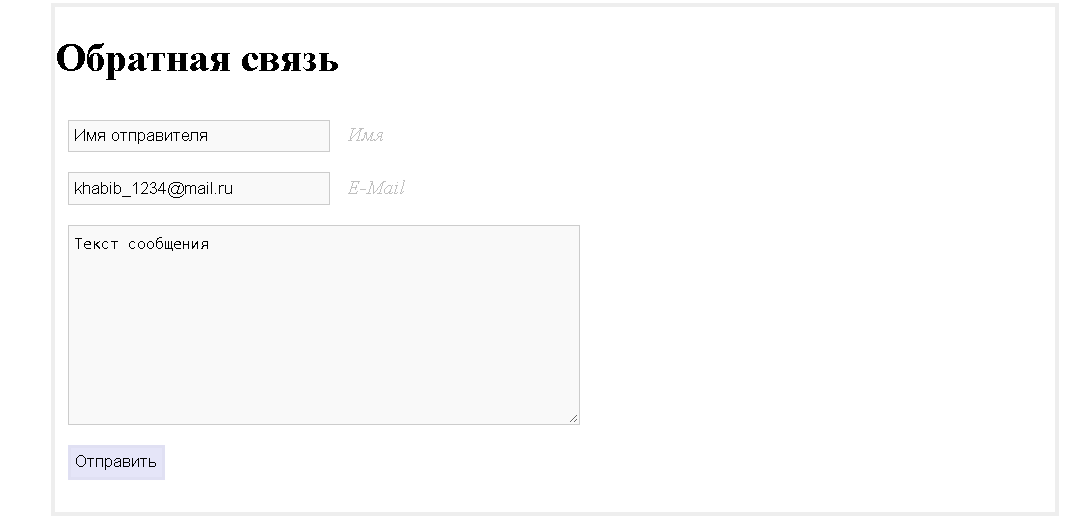 Обратная связь
Имя отправителя Имя
khabib_1234@mail.ru E-Mail
Текст сообщения
Отправить